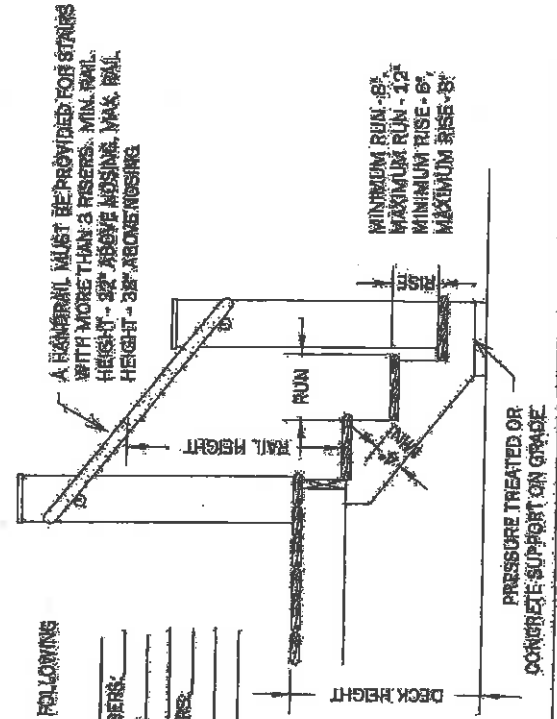 A HANDRAIL MUST BE PROVIDED FOR STAIRS
WITH MORE THAN 3 RISERS. MIN. RAIL
HEIGHT - 32" ABOVE NOSING. MAX. RAIL
HEIGHT - 38" ABOVE NOSING
FOLLOWING
RAIL HEIGHT
RUN
RISE
MINIMUM RUN - 8"
MAXIMUM RUN - 12"
MINIMUM RISE - 6"
MAXIMUM RISE - 8"
MIN.
DECK HEIGHT
PRESSURE TREATED OR
CONCRETE SUPPORT ON GRADE